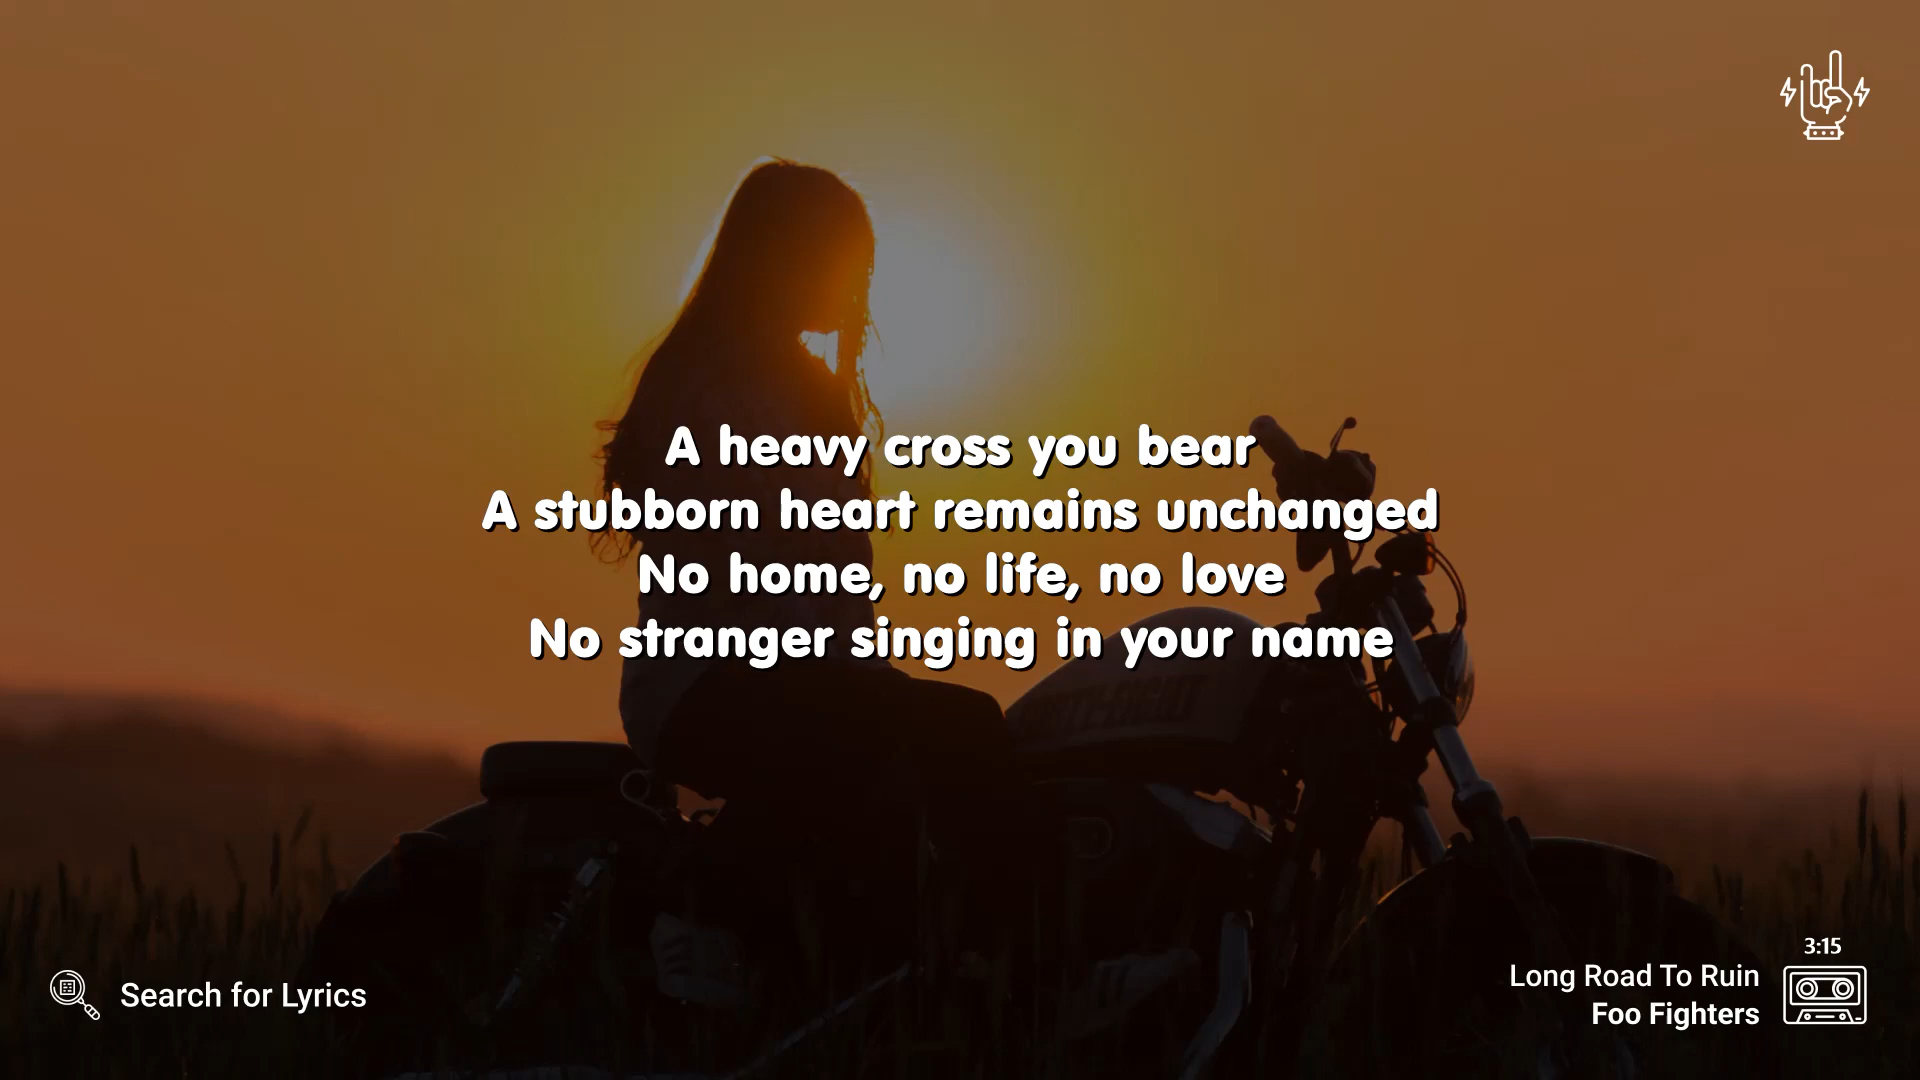 A heavy cross you bear
A stubborn heart remains unchanged
No home, no life, no love
No stranger singing in your name
Search for Lyrics
3:15
Long Road To Ruin
Foo Fighters